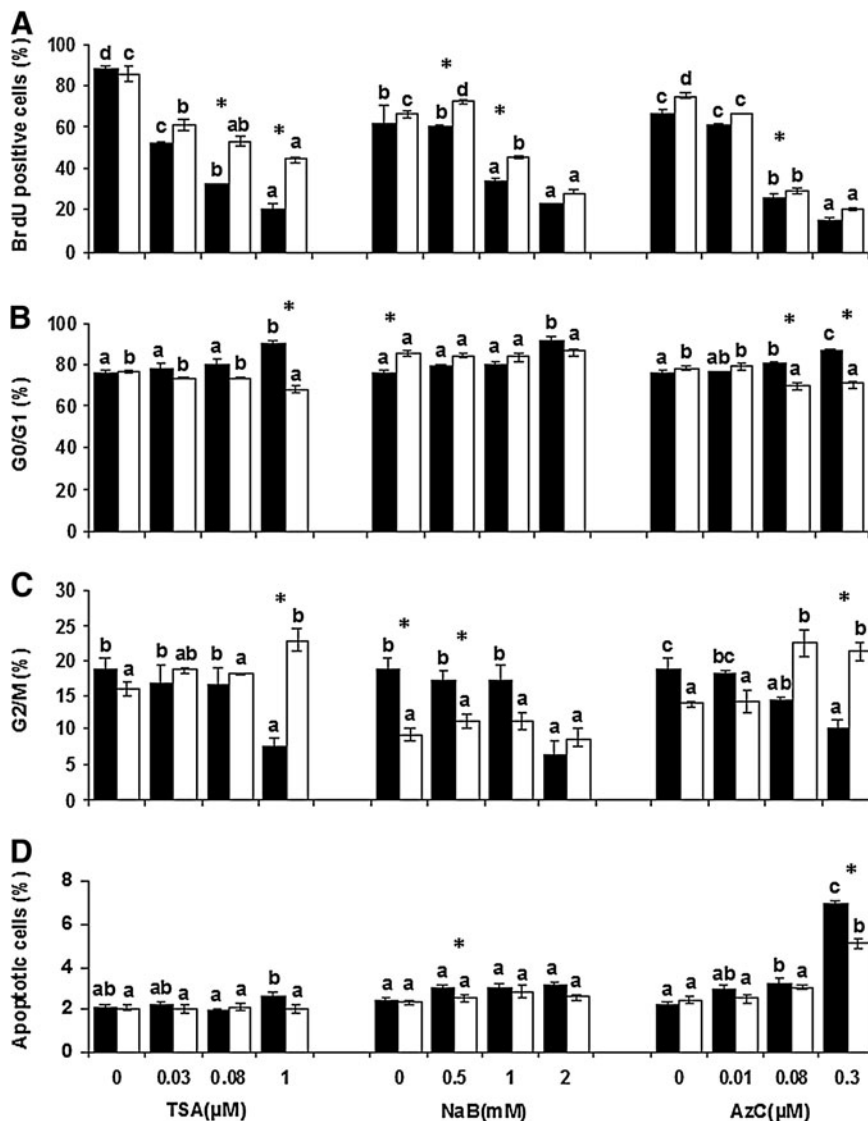 A
BrdU positive cells (%)
100
80
60
40
20
0
d c c b * b ab * a a
b c * b d * a b a a
c d c c * b b a a
B
G0/G1 (%)
100
80
60
40
20
0
a b a b a b * b a
* a a a a a a b a
a b ab b * b a * c a
C
G2/M (%)
30
25
20
15
10
5
0
b a b ab b a * a b
* b a * b a b a a a
c a bc a ab b * a b
D
Apoptotic cells (%)
8
6
4
2
0
ab a ab a a a b a
a a * a a a a a a
a a ab a b a * c b
0 0.03 0.08 1 0 0.5 1 2 0 0.01 0.08 0.3
TSA(µM) NaB(mM) AzC(µM)